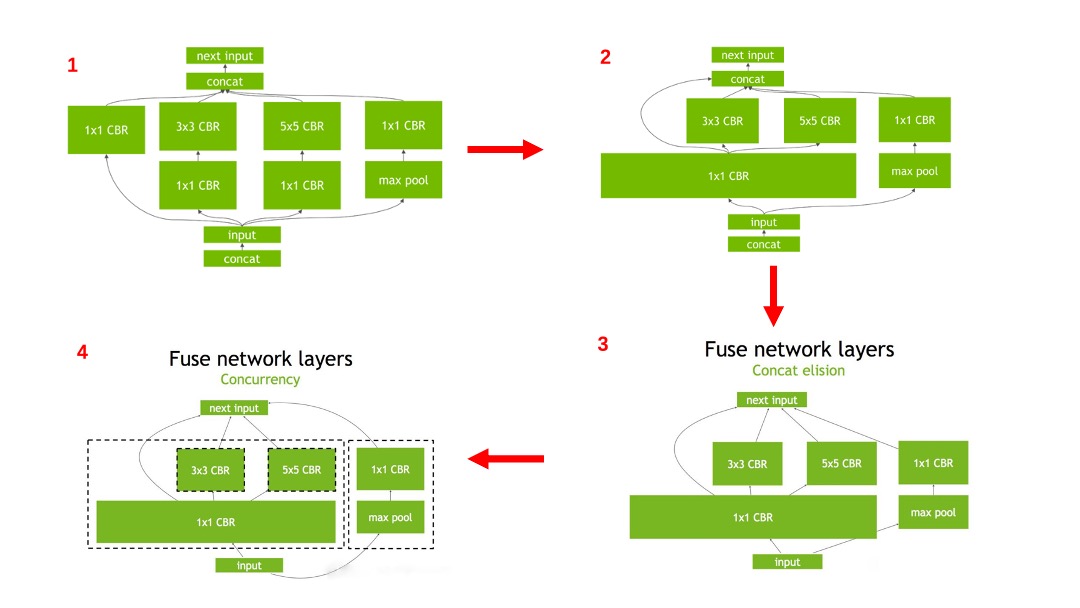 1
next input
concat
1x1 CBR
3x3 CBR
5x5 CBR
1x1 CBR
1x1 CBR
1x1 CBR
max pool
input
concat
2
next input
concat
3x3 CBR
5x5 CBR
1x1 CBR
1x1 CBR
max pool
input
concat
4
Fuse network layers
Concurrency
next input
3x3 CBR
5x5 CBR
1x1 CBR
1x1 CBR
max pool
input
3
Fuse network layers
Concat elision
next input
3x3 CBR
5x5 CBR
1x1 CBR
1x1 CBR
max pool
input